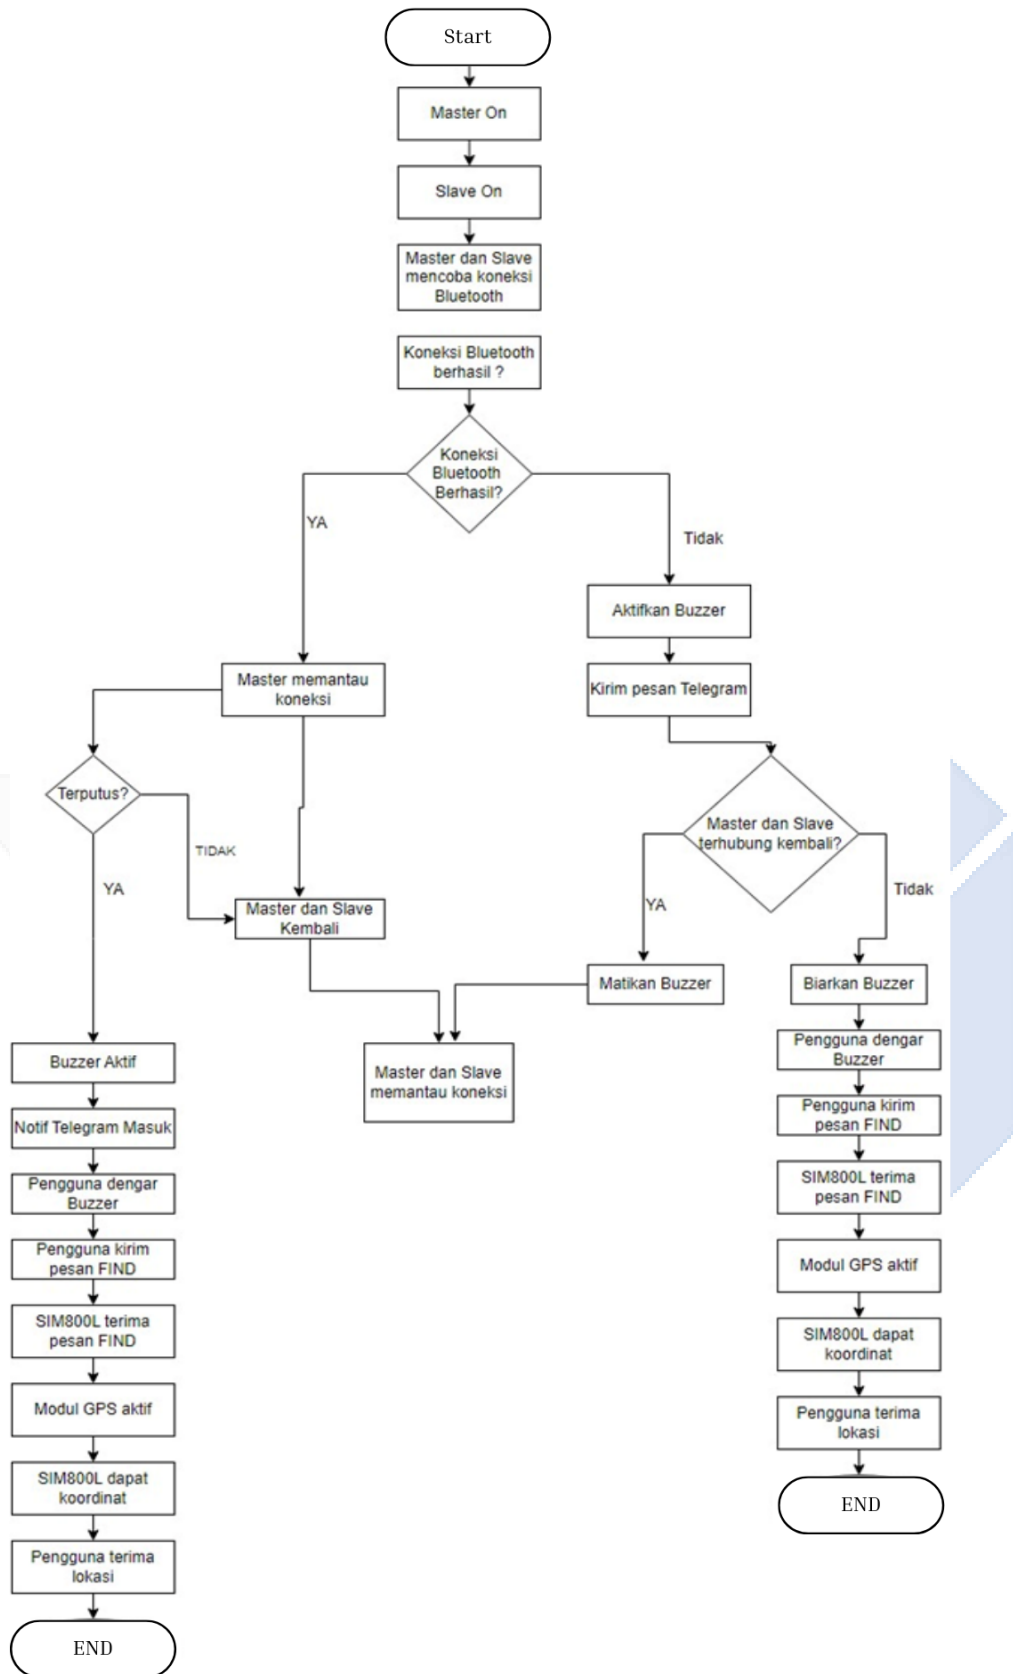 Start
Master On
Slave On
Master dan Slave
mencoba koneksi
Bluetooth
Koneksi Bluetooth
berhasil ?
Koneksi
Bluetooth
Berhasil?
YA
Tidak
Aktifkan Buzzer
Master memantau
koneksi
Kirim pesan Telegram
Terputus?
TIDAK
YA
Master dan Slave
Kembali
Master dan Slave
terhubung kembali?
YA
Tidak
Matikan Buzzer
Biarkan Buzzer
Master dan Slave
memantau koneksi
Buzzer Aktif
Notif Telegram Masuk
Pengguna dengar
Buzzer
Pengguna kirim
pesan FIND
SIM800L terima
pesan FIND
Modul GPS aktif
SIM800L dapat
koordinat
Pengguna terima
lokasi
END
Pengguna dengar
Buzzer
Pengguna kirim
pesan FIND
SIM800L terima
pesan FIND
Modul GPS aktif
SIM800L dapat
koordinat
Pengguna terima
lokasi
END